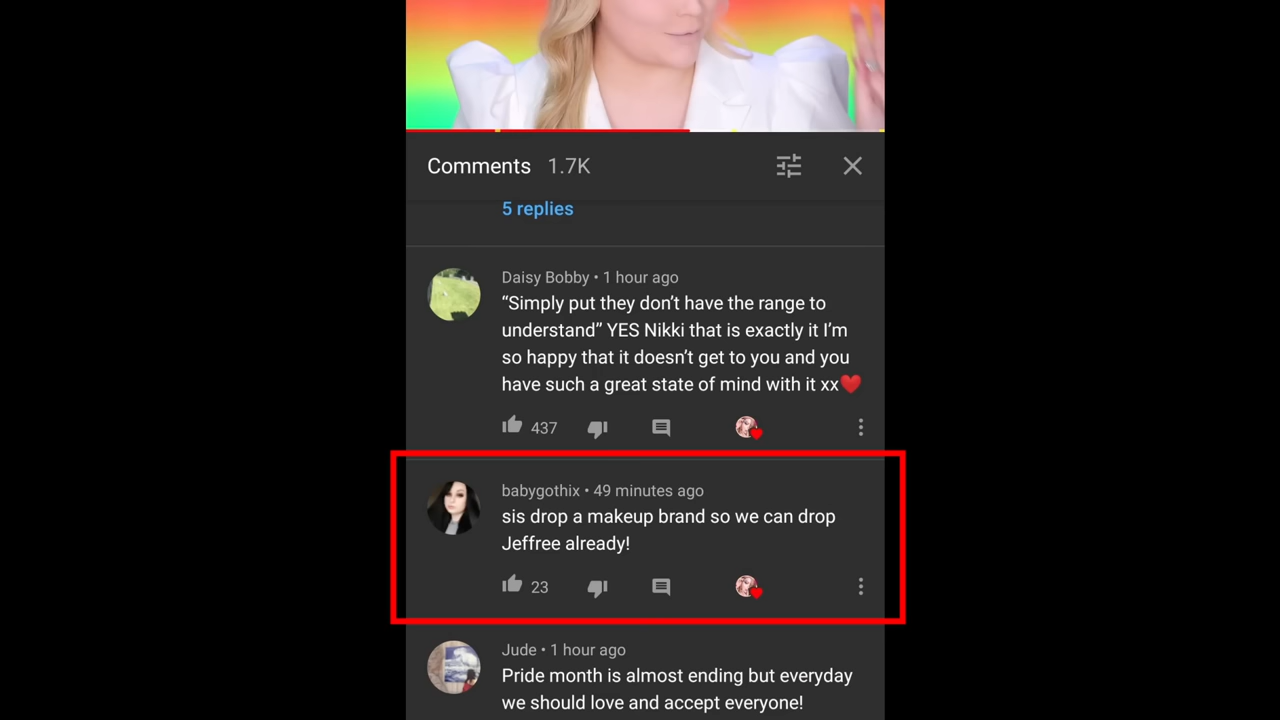 Comments 1.7K
5 replies
Daisy Bobby • 1 hour ago
“Simply put they don’t have the range to
understand” YES Nikki that is exactly it I’m
so happy that it doesn’t get to you and you
have such a great state of mind with it xx❤️
437
babygothix • 49 minutes ago
sis drop a makeup brand so we can drop
Jeffree already!
23
Jude • 1 hour ago
Pride month is almost ending but everyday
we should love and accept everyone!